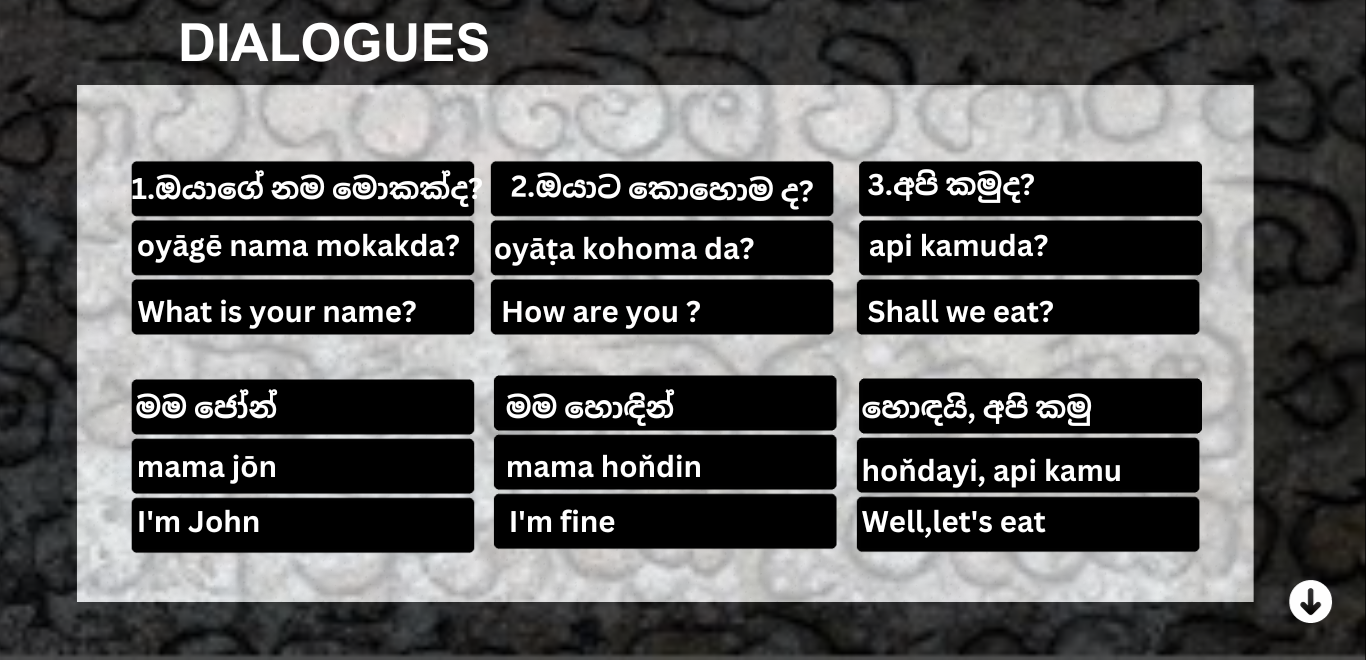 DIALOGUES
1.ඔයාගේ නම මොකක්ද?
oyāgē nama mokakda?
What is your name?
2.ඔයාට කොහොම ද?
oyāṭa kohoma da?
How are you ?
3.අපි කමුද?
api kamuda?
Shall we eat?
මම ජෝන්
mama jōn
I'm John
මම හොඳින්
mama hoňdin
I'm fine
හොඳයි, අපි කමු
hoňdayi, api kamu
Well,let's eat